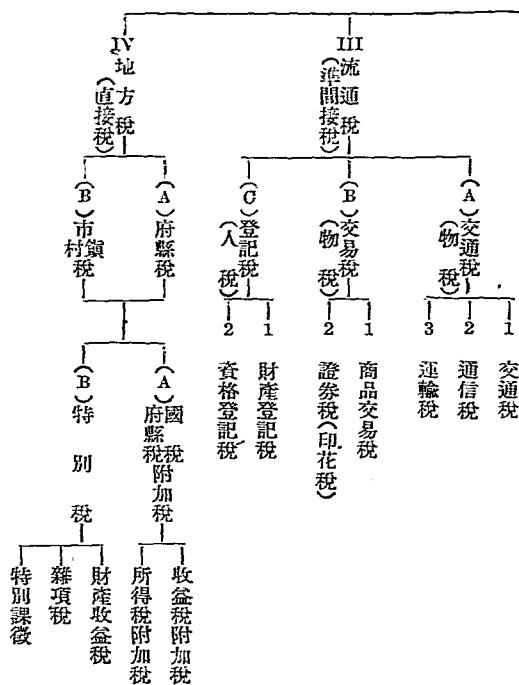 III 流通稅
(準間接稅)
(A) 交通稅
(物稅)
1 交通稅
2 通信稅
3 運輸稅
(B) 交易稅
(物稅)
1 商品交易稅
2 證券稅(印花稅)
(C) 登記稅
(人稅)
1 財產登記稅
2 資格登記稅
IV 地方稅
(直接稅)
(A) 府縣稅
(B) 市鎭村稅
(A) 國稅府縣稅附加稅
收益稅附加稅
所得稅附加稅
(B) 特別稅
財產收益稅
雜項稅
特別課徵